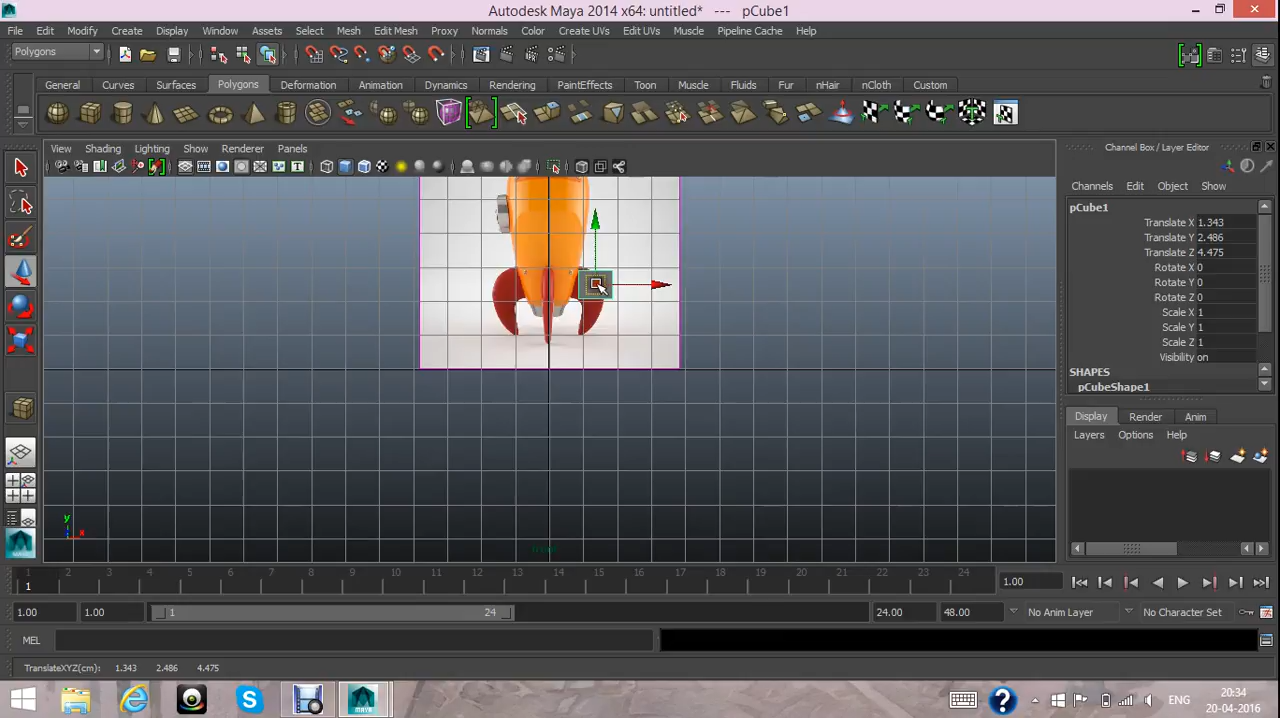 Autodesk Maya 2014 x64: untitled* --- pCube1
File Edit Modify Create Display Window Assets Select Mesh Edit Mesh Proxy Normals Color Create UVs Edit UVs Muscle Pipeline Cache Help
Polygons
General Curves Surfaces Polygons Deformation Animation Dynamics Rendering PaintEffects Toon Muscle Fluids Fur nHair nCloth Custom
View Shading Lighting Show Renderer Panels
Channel Box / Layer Editor
Channels Edit Object Show
pCube1
Translate X 1.343
Translate Y 2.486
Translate Z 4.475
Rotate X 0
Rotate Y 0
Rotate Z 0
Scale X 1
Scale Y 1
Scale Z 1
Visibility on
SHAPES
pCubeShape1
Display Render Anim
Layers Options Help
y
x
front
1 2 3 4 5 6 7 8 9 10 11 12 13 14 15 16 17 18 19 20 21 22 23 24
1 1.00
1.00 1.00 1 24 24.00 48.00 No Anim Layer No Character Set
MEL
TranslateXYZ(cm): 1.343 2.486 4.475
MAYA
ENG
20:34
20-04-2016